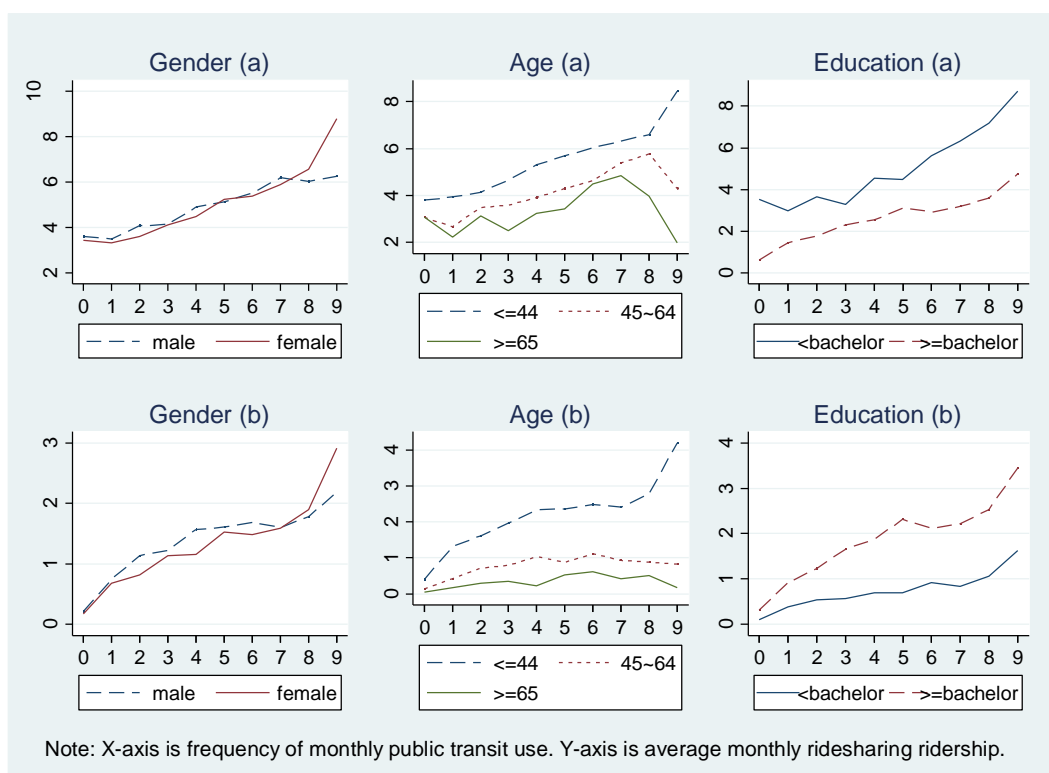 Gender (a)
10
8
6
4
2
0 1 2 3 4 5 6 7 8 9
male female
Age (a)
8
6
4
2
0 1 2 3 4 5 6 7 8 9
<=44 45~64
>=65
Education (a)
8
6
4
2
0
0 1 2 3 4 5 6 7 8 9
<bachelor >=bachelor
Gender (b)
3
2
1
0
0 1 2 3 4 5 6 7 8 9
male female
Age (b)
4
3
2
1
0
0 1 2 3 4 5 6 7 8 9
<=44 45~64
>=65
Education (b)
4
3
2
1
0
0 1 2 3 4 5 6 7 8 9
<bachelor >=bachelor
Note: X-axis is frequency of monthly public transit use. Y-axis is average monthly ridesharing ridership.